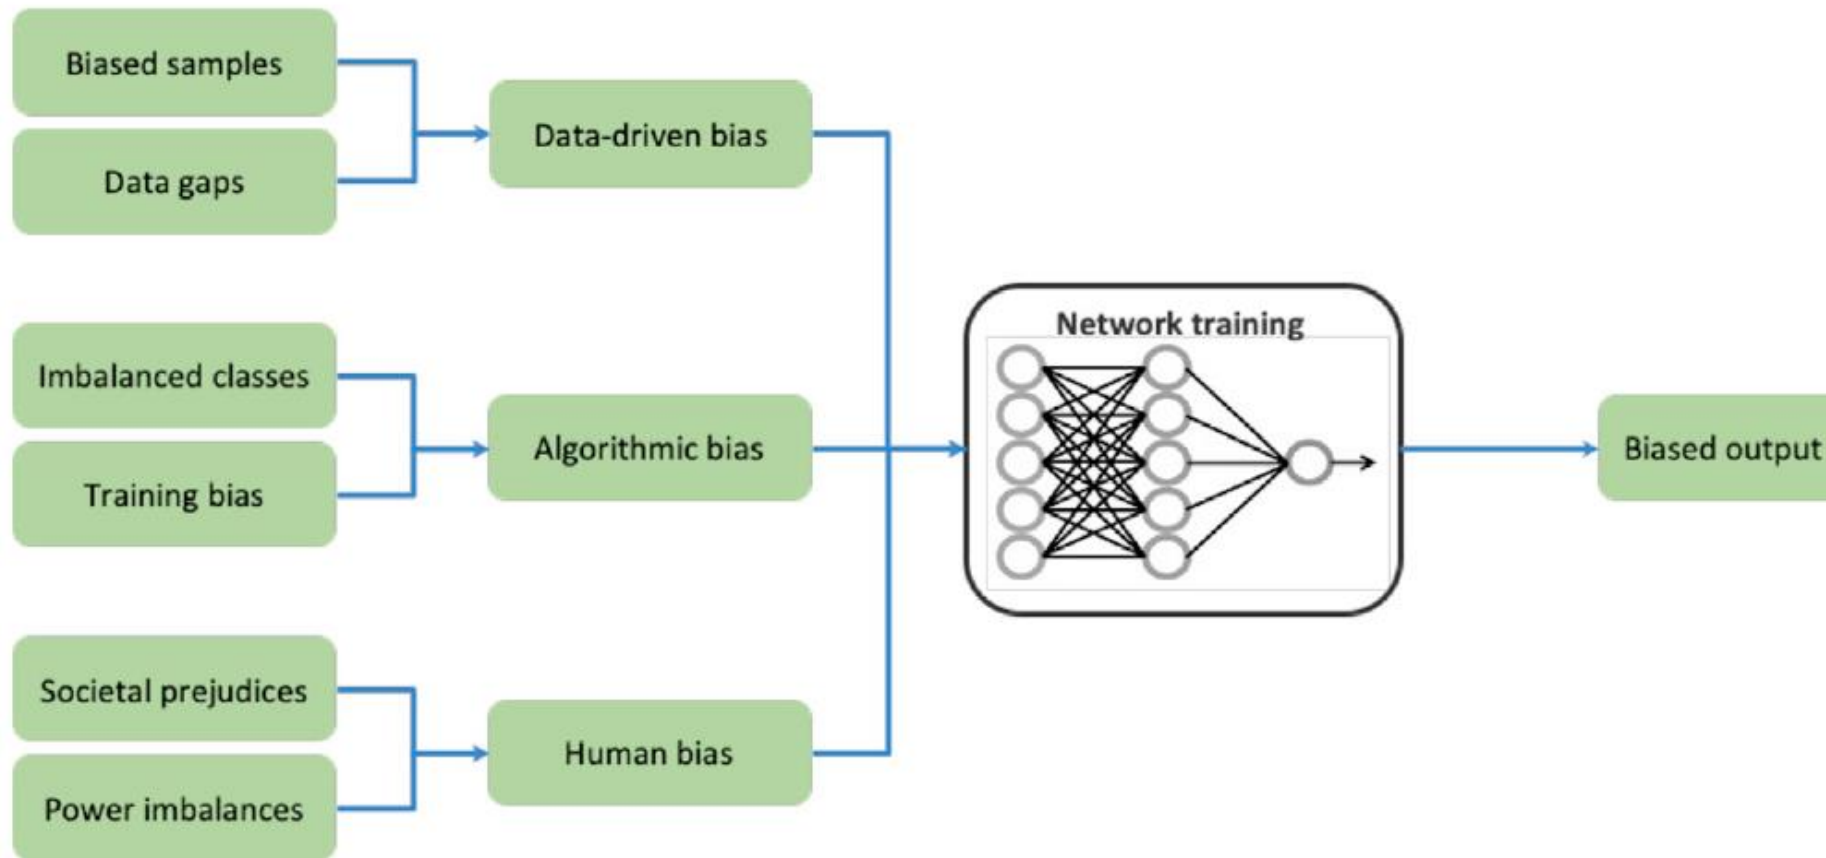 Biased samples
Data gaps
Data-driven bias
Imbalanced classes
Training bias
Algorithmic bias
Societal prejudices
Power imbalances
Human bias
Network training
Biased output